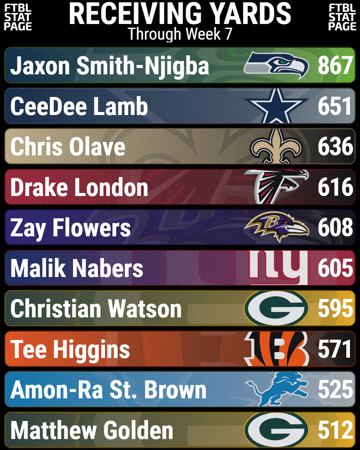 FTBL
STAT
PAGE
RECEIVING YARDS
FTBL
STAT
PAGE
Through Week 7
Jaxon Smith-Njigba 867
CeeDee Lamb 651
Chris Olave 636
Drake London 616
Zay Flowers 608
Malik Nabers ny 605
Christian Watson G 595
Tee Higgins B 571
Amon-Ra St. Brown 525
Matthew Golden G 512